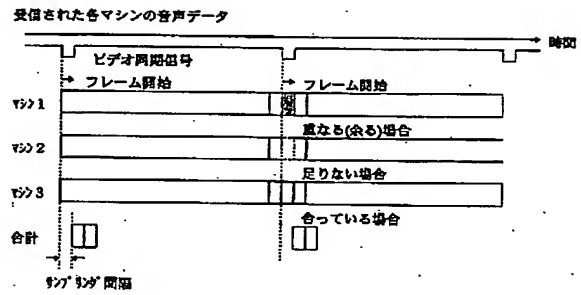 受信された各マシンの音声データ
時間
ビデオ同期信号
フレーム開始
フレーム開始
マシン1
重なる(余る)場合
マシン2
足りない場合
マシン3
合っている場合
合計
サンプリング間隔